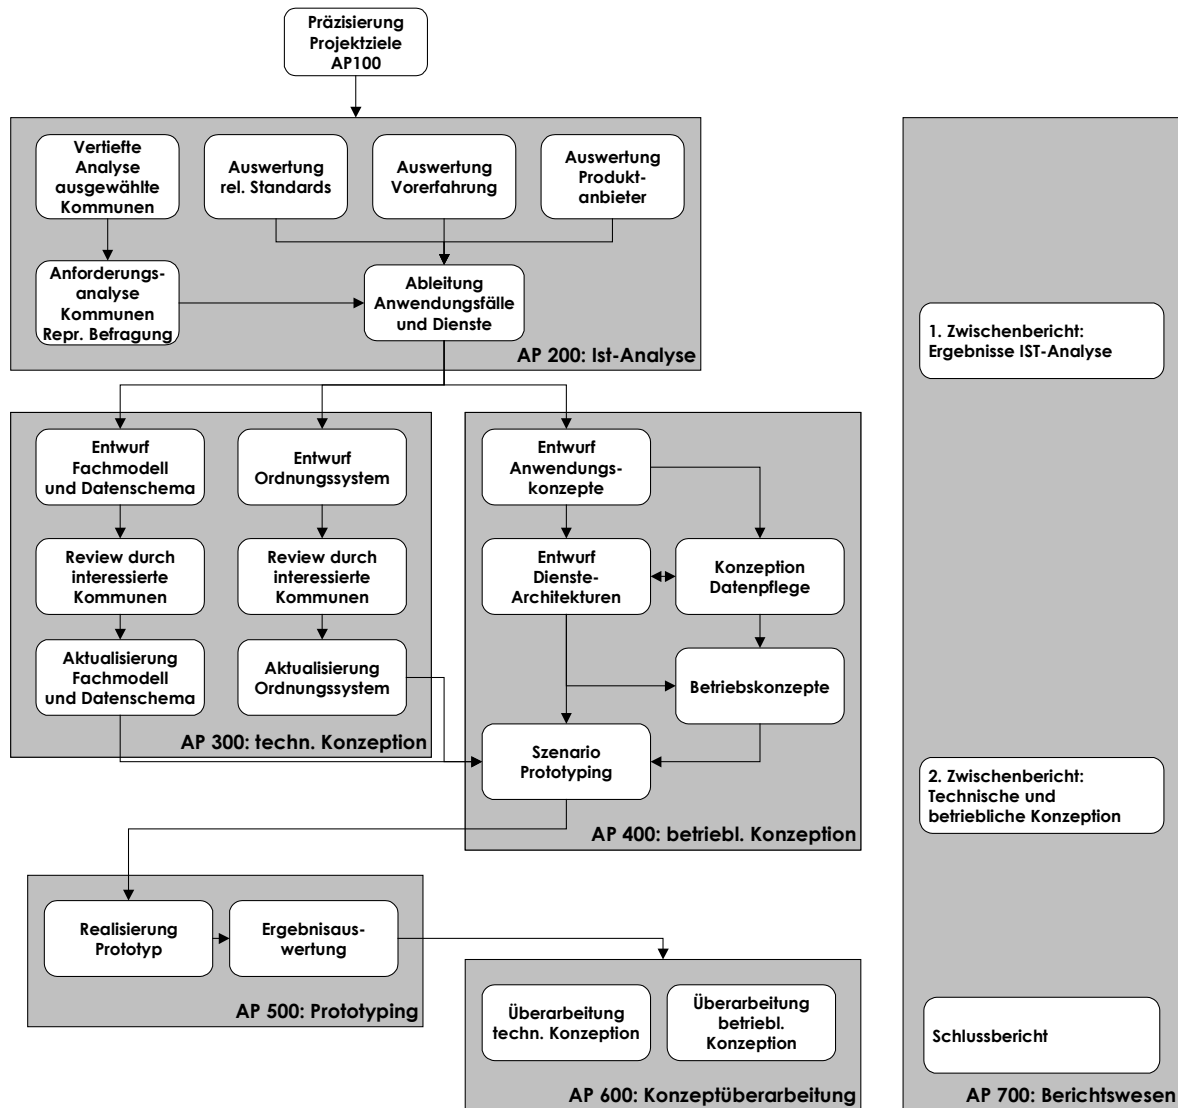 Präzisierung
Projektziele
AP100
Vertiefte
Analyse
ausgewählte
Kommunen
Auswertung
rel. Standards
Auswertung
Vorerfahrung
Auswertung
Produkt-
anbieter
Anforderungs-
analyse
Kommunen
Repr. Befragung
Ableitung
Anwendungsfälle
und Dienste
AP 200: Ist-Analyse
Entwurf
Fachmodell
und Datenschema
Entwurf
Ordnungssystem
Review durch
interessierte
Kommunen
Review durch
interessierte
Kommunen
Aktualisierung
Fachmodell
und Datenschema
Aktualisierung
Ordnungssystem
AP 300: techn. Konzeption
Entwurf
Anwendungs-
konzepte
Entwurf
Dienste-
Architekturen
Konzeption
Datenpflege
Betriebskonzepte
Szenario
Prototyping
AP 400: betriebl. Konzeption
Realisierung
Prototyp
Ergebnisaus-
wertung
AP 500: Prototyping
Überarbeitung
techn. Konzeption
Überarbeitung
betriebl.
Konzeption
AP 600: Konzeptüberarbeitung
1. Zwischenbericht:
Ergebnisse IST-Analyse
2. Zwischenbericht:
Technische und
betriebliche Konzeption
Schlussbericht
AP 700: Berichtswesen